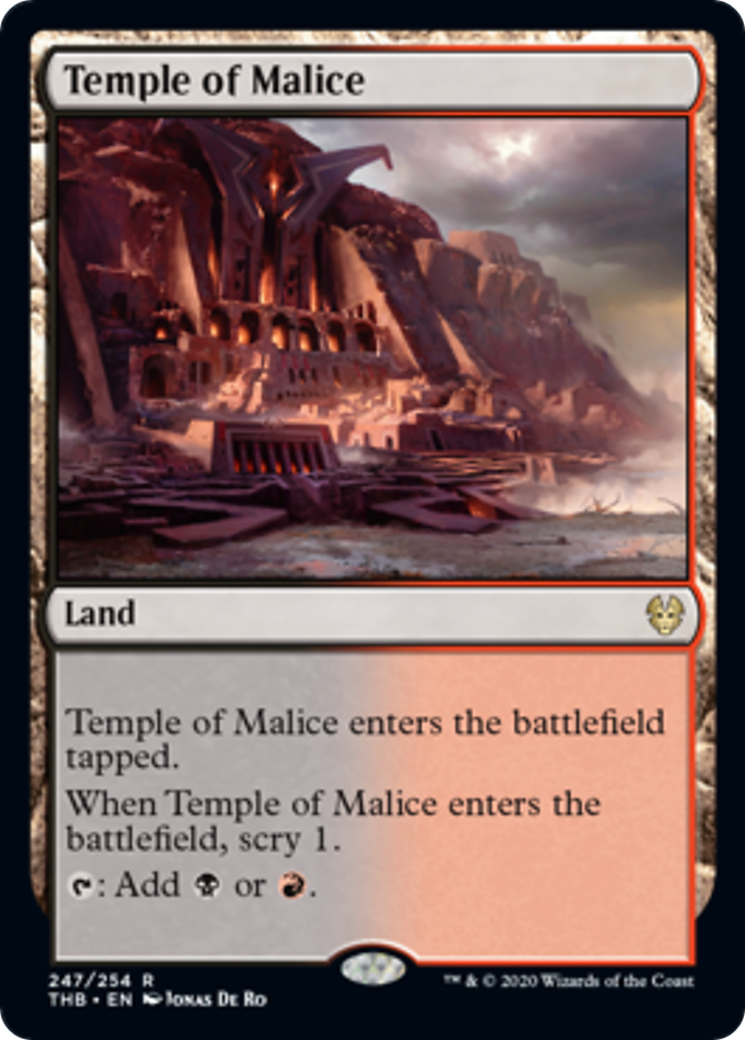 Temple of Malice
Land
Temple of Malice enters the battlefield
tapped.
When Temple of Malice enters the
battlefield, scry 1.
: Add or .
247/254 R
THB • EN Jonas De Ro
™ & © 2020 Wizards of the Coast